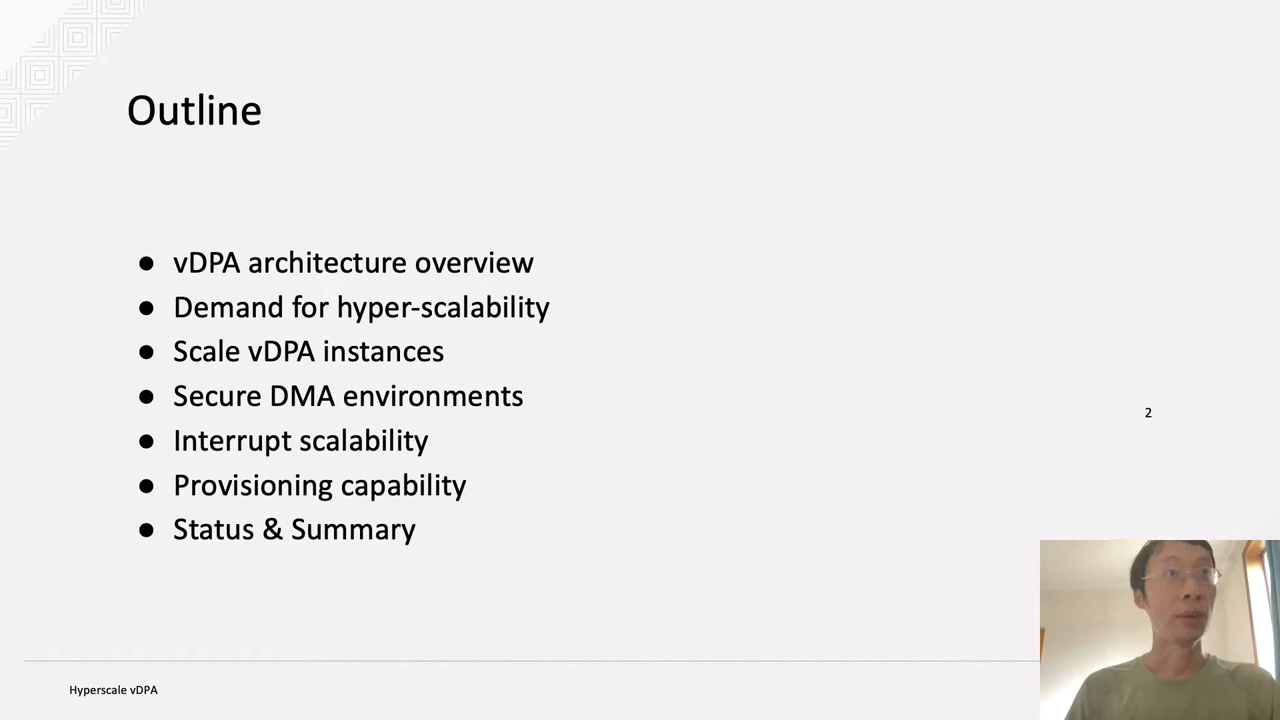 Outline
● vDPA architecture overview
● Demand for hyper-scalability
● Scale vDPA instances
● Secure DMA environments
● Interrupt scalability
● Provisioning capability
● Status & Summary
2
Hyperscale vDPA